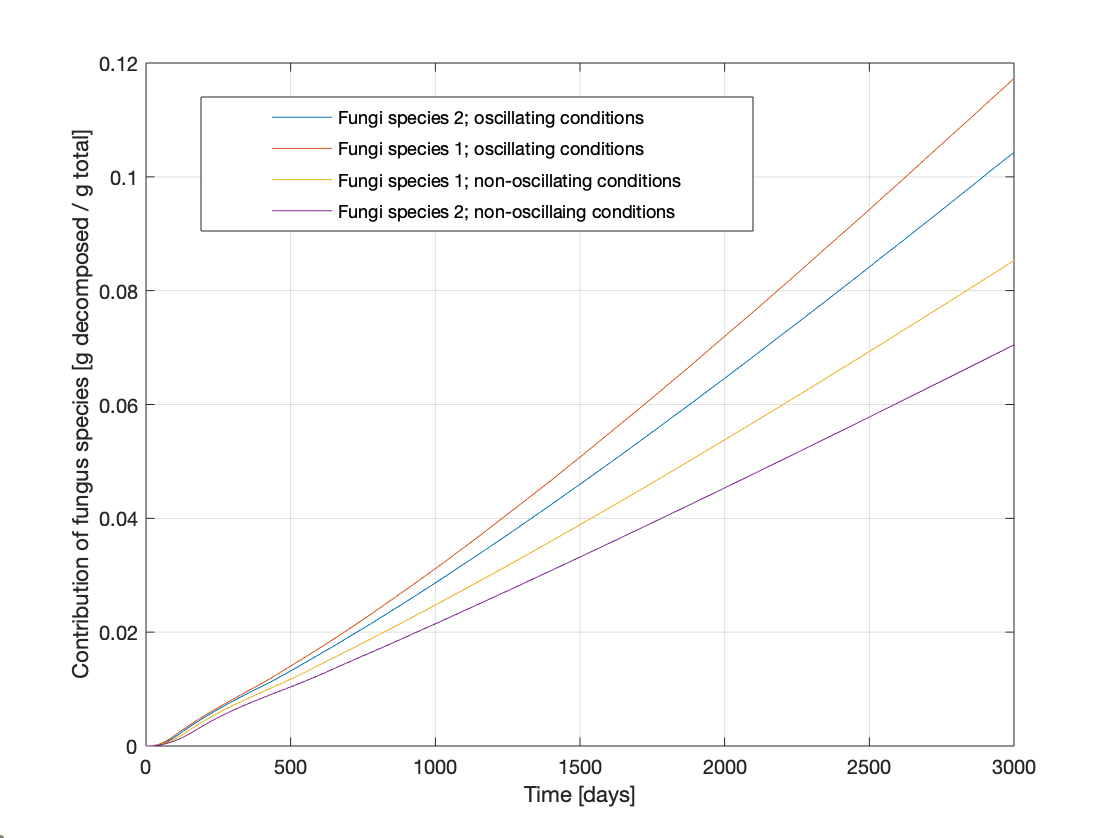 0.12
0.1
0.08
0.06
0.04
0.02
0
Contribution of fungus species [g decomposed / g total]
Fungi species 2; oscillating conditions
Fungi species 1; oscillating conditions
Fungi species 1; non-oscillating conditions
Fungi species 2; non-oscillaing conditions
0 500 1000 1500 2000 2500 3000
Time [days]